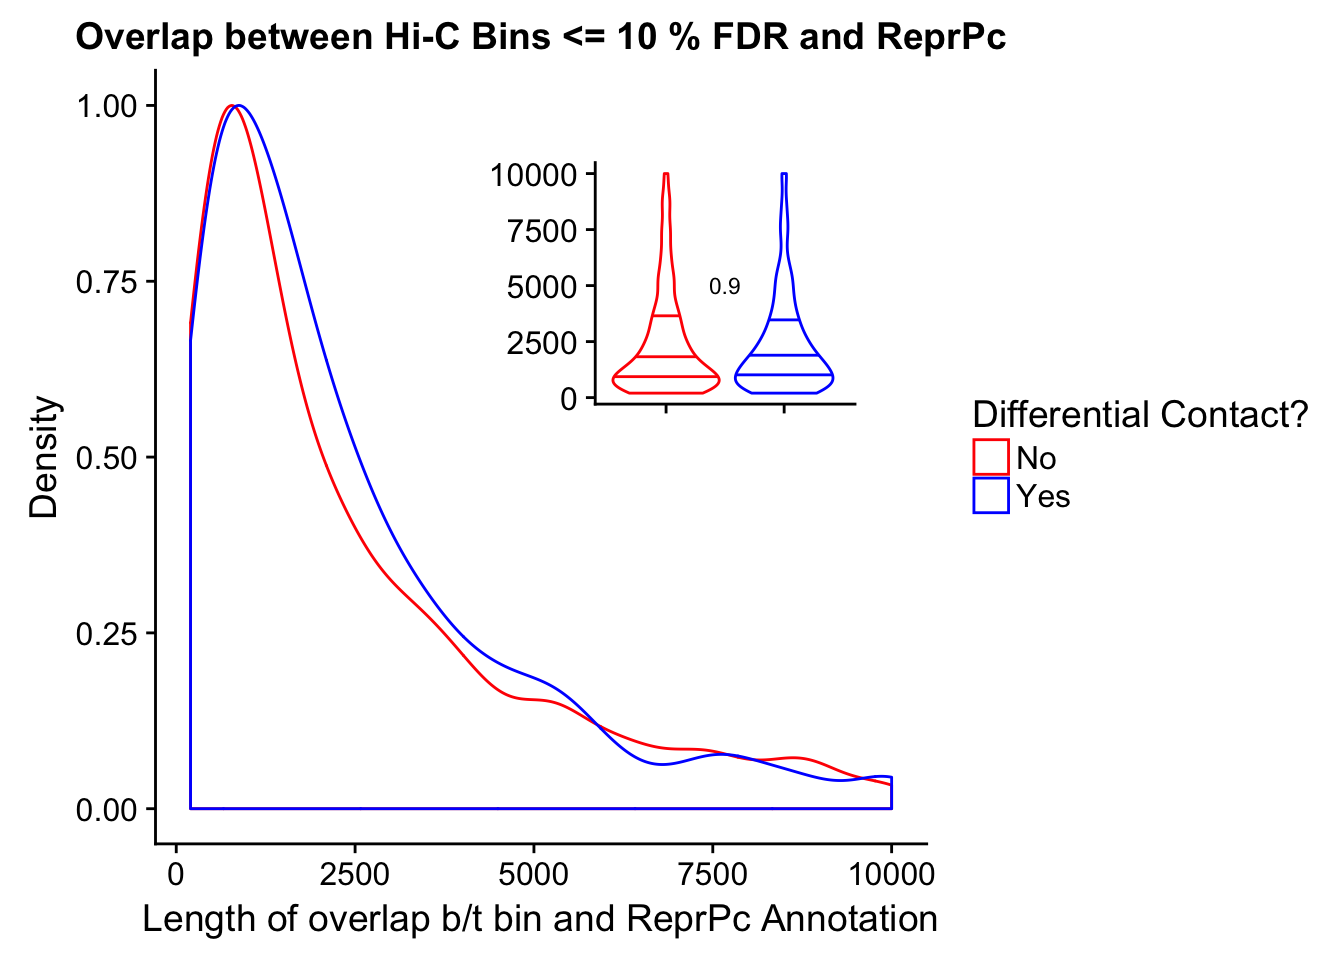 Overlap between Hi-C Bins <= 10 % FDR and ReprPc
1.00
0.75
0.50
0.25
0.00
Density
0
2500
5000
7500
10000
Length of overlap b/t bin and ReprPc Annotation
10000
7500
5000
2500
0
0.9
Differential Contact?
No
Yes